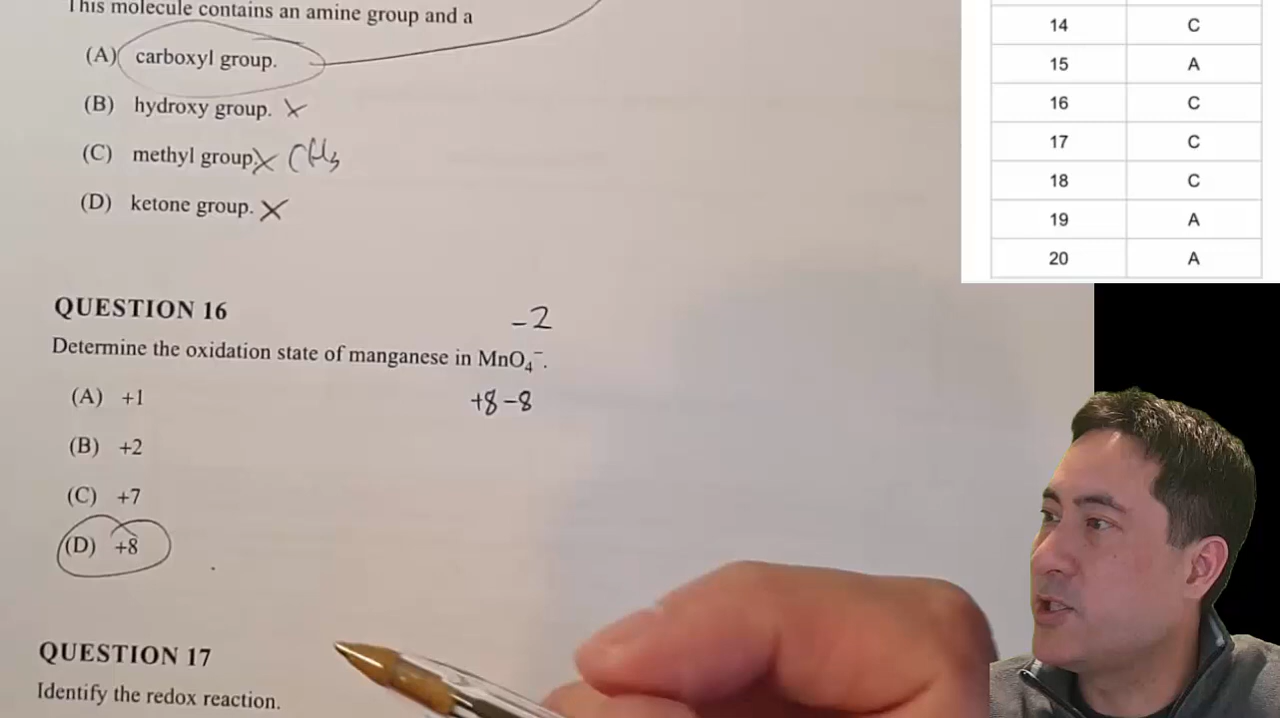 This molecule contains an amine group and a
(A) carboxyl group.
(B) hydroxy group. X
(C) methyl group. X CH3
(D) ketone group. X
QUESTION 16
-2
Determine the oxidation state of manganese in MnO4⁻.
+8 -8
(A) +1
(B) +2
(C) +7
(D) +8
QUESTION 17
Identify the redox reaction.
14 C
15 A
16 C
17 C
18 C
19 A
20 A